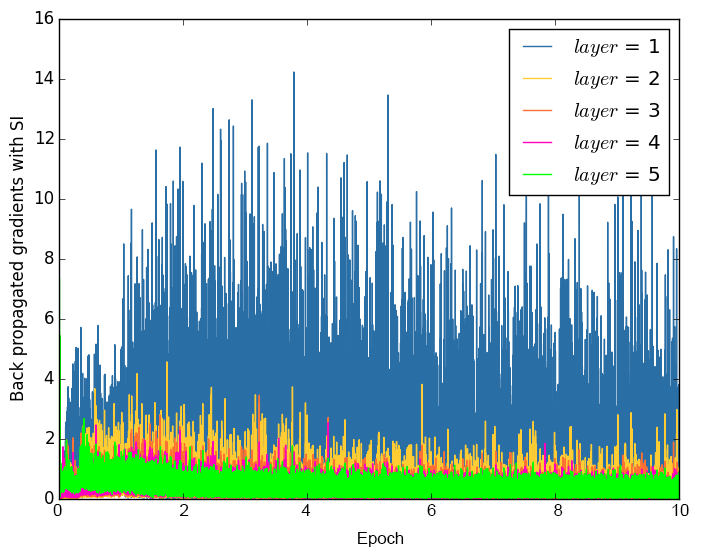 16
14
12
10
8
6
4
2
0
0 2 4 6 8 10
Back propagated gradients with SI
Epoch
layer = 1
layer = 2
layer = 3
layer = 4
layer = 5